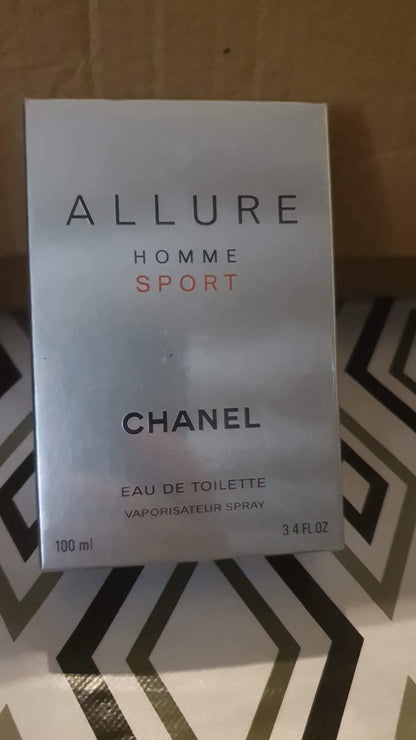 ALLURE
HOMME
SPORT
CHANEL
EAU DE TOILETTE
VAPORISATEUR SPRAY
100 ml
3 4 FL OZ